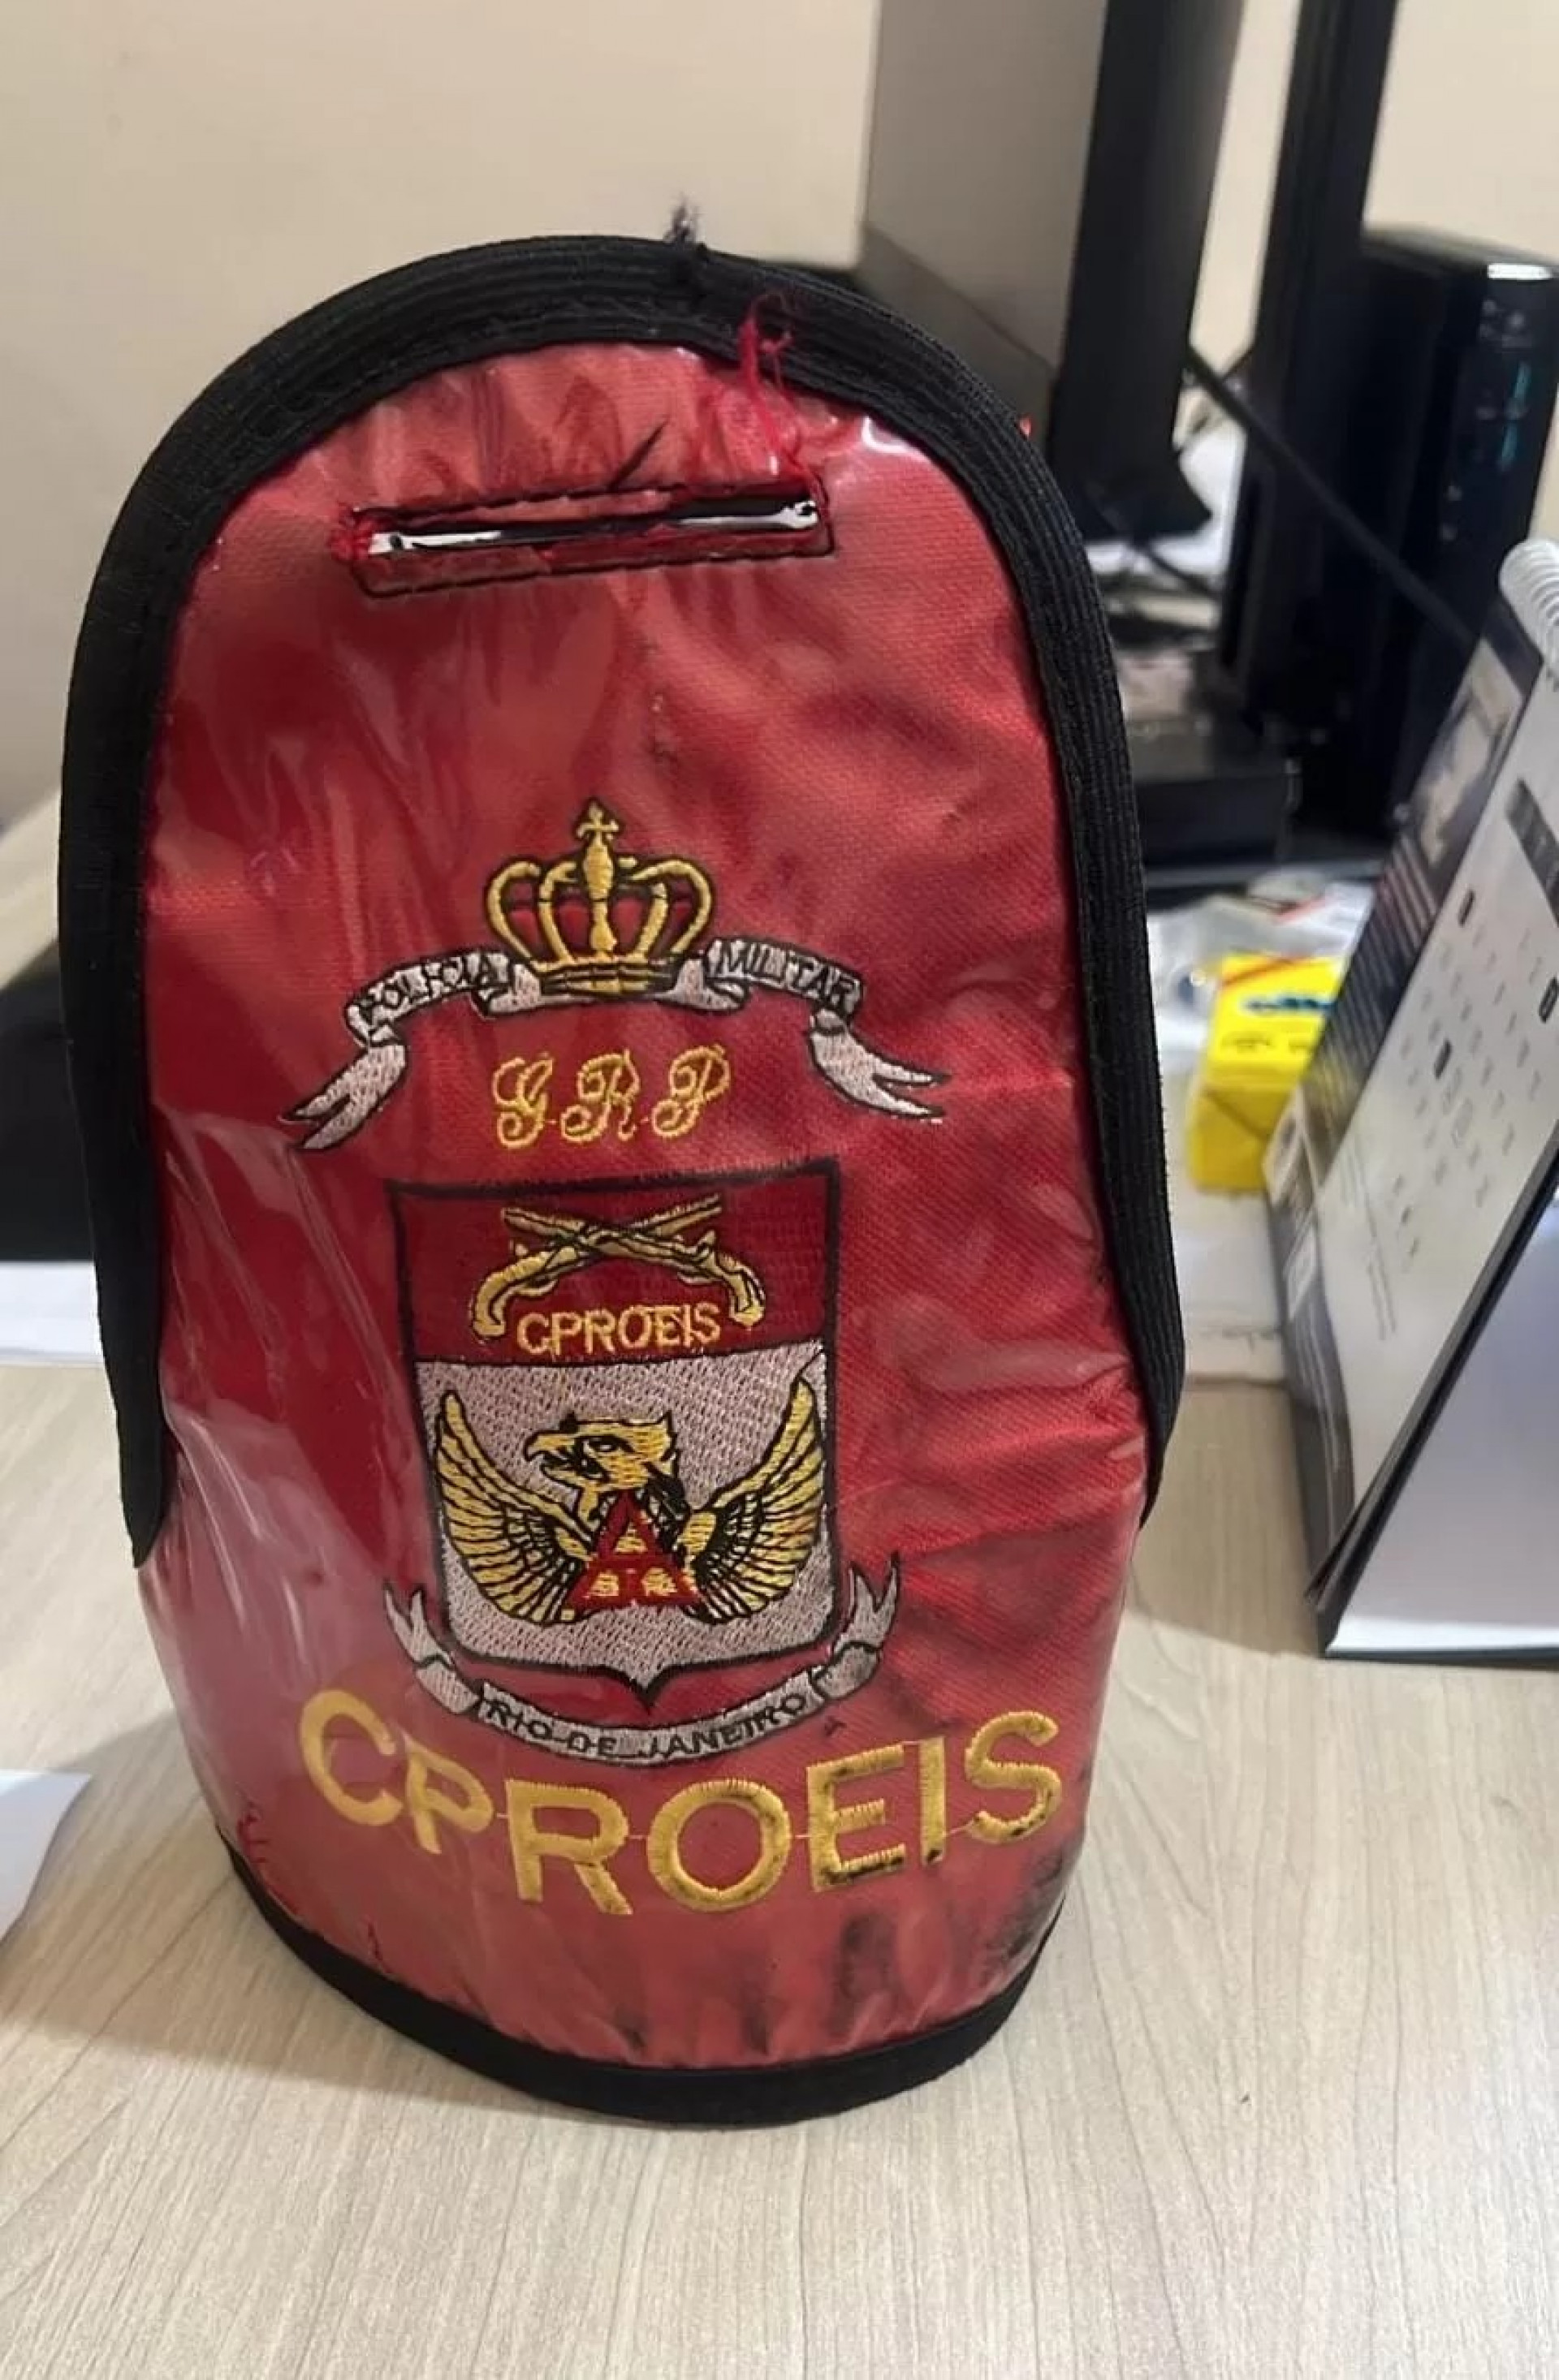 POLICIA MILITAR
G.R.P
CPROEIS
RIO DE JANEIRO
CPROEIS